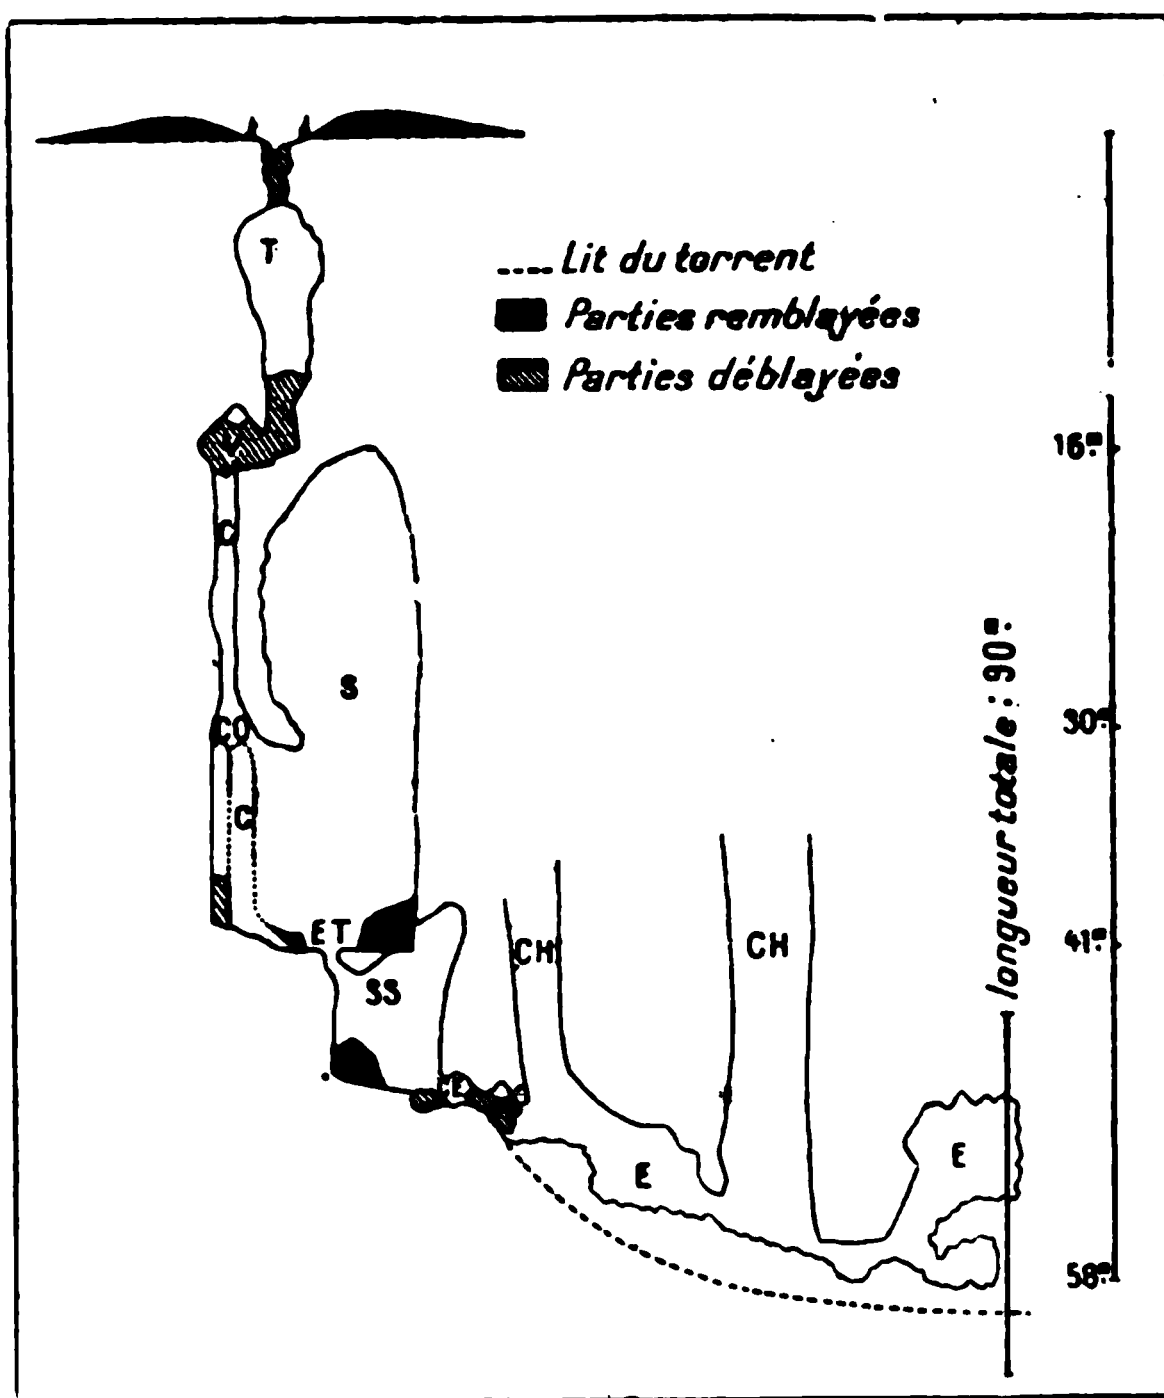 T
Lit du torrent
Parties remblayées
Parties déblayées
V
16m.
C
S
longueur totale : 90m.
CO
30m.
C
ET
CH
CH
41m.
SS
CE
E
E
58m.